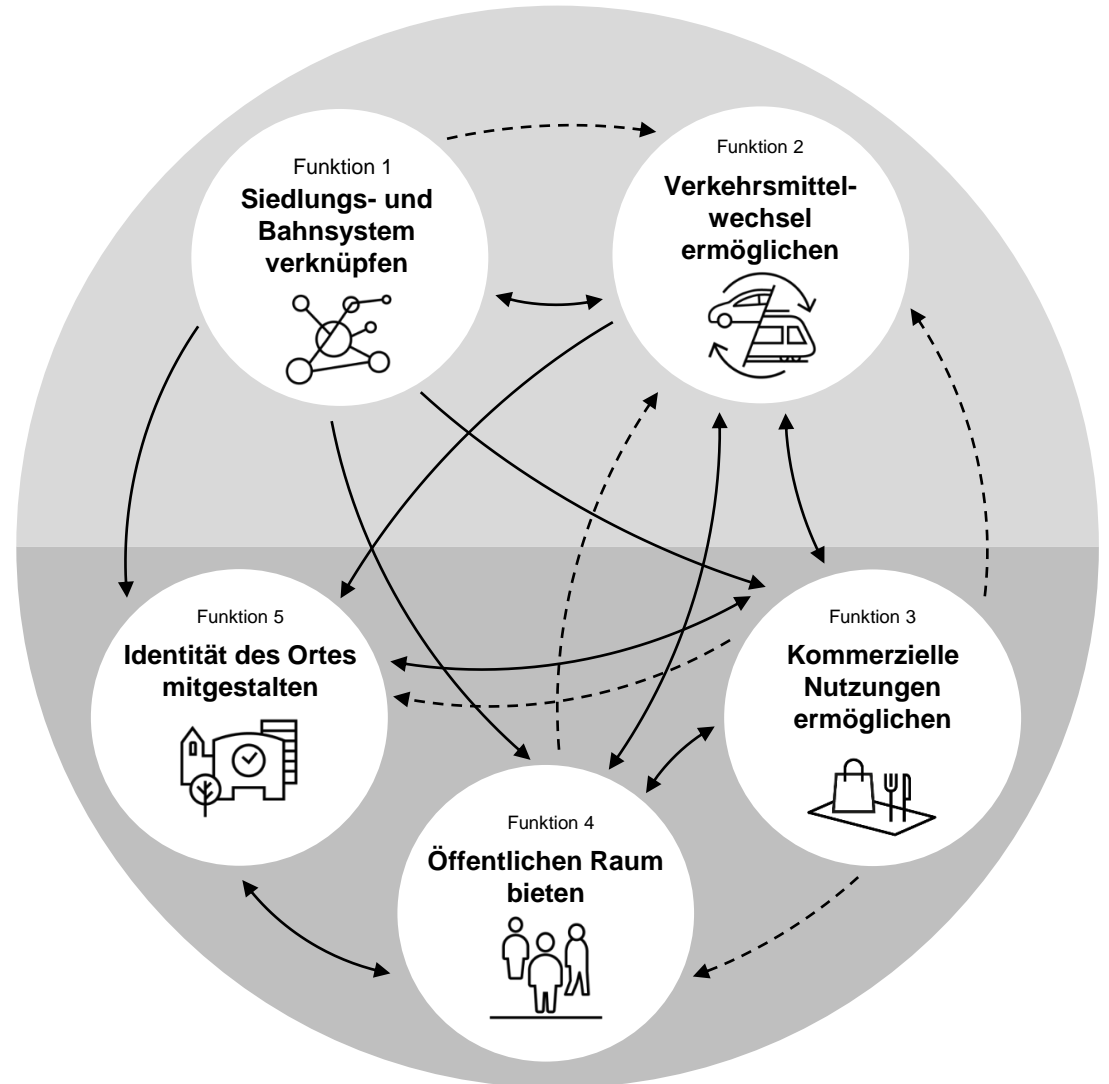 Funktion 1
Siedlungs- und
Bahnsystem
verknüpfen
Funktion 2
Verkehrsmittel-
wechsel
ermöglichen
Funktion 5
Identität des Ortes
mitgestalten
Funktion 3
Kommerzielle
Nutzungen
ermöglichen
Funktion 4
Öffentlichen Raum
bieten